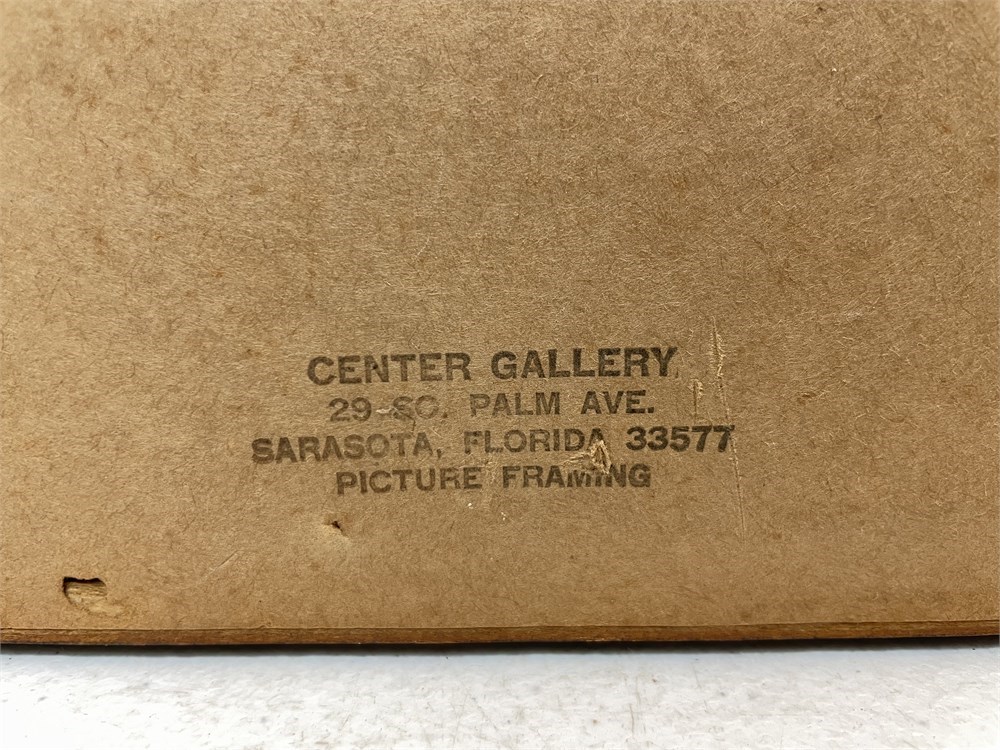 CENTER GALLERY
29 SO. PALM AVE.
SARASOTA, FLORIDA 33577
PICTURE FRAMING